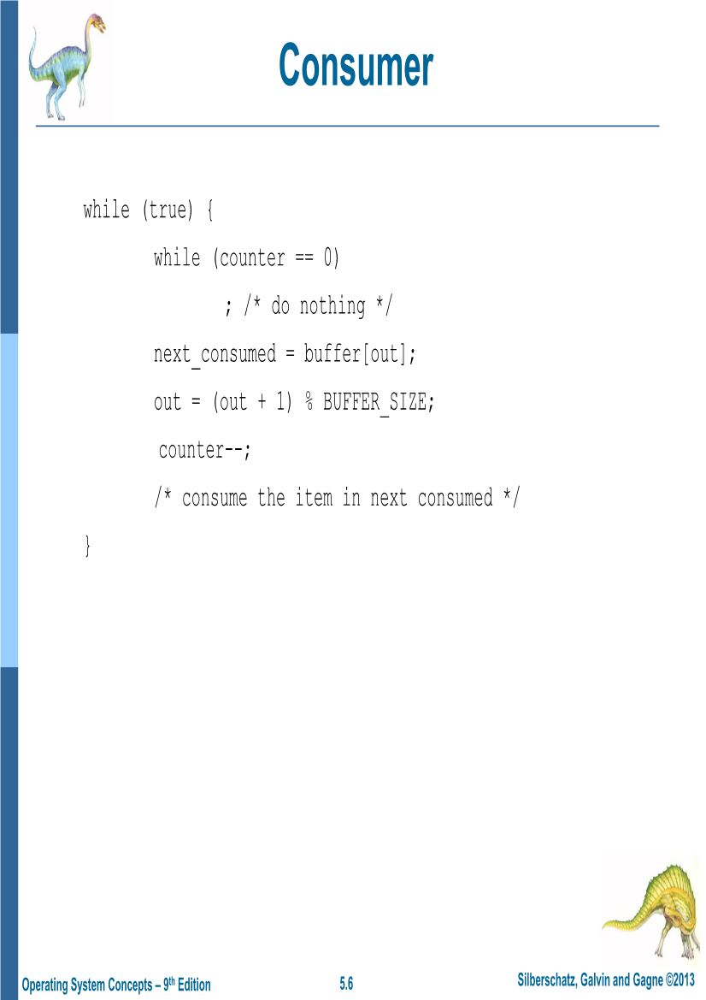 Consumer
while (true) {
while (counter == 0)
; /* do nothing */
next_consumed = buffer[out];
out = (out + 1) % BUFFER_SIZE;
counter--;
/* consume the item in next consumed */
}
Operating System Concepts – 9th Edition
5.6
Silberschatz, Galvin and Gagne ©2013